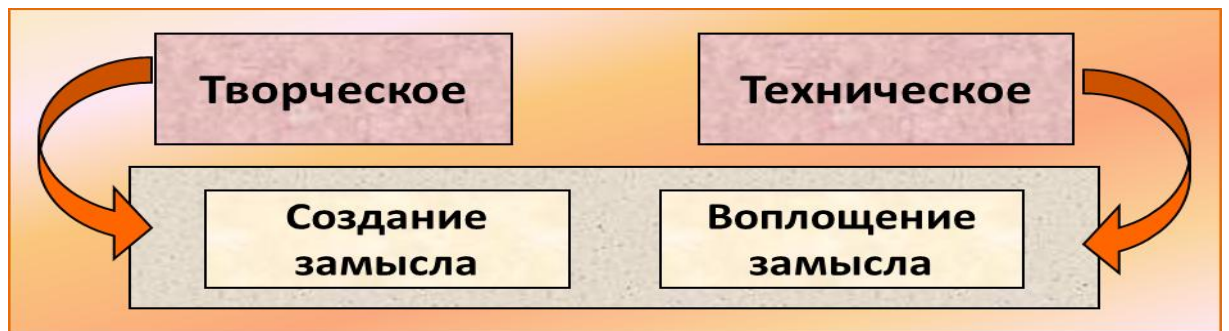 Творческое
Техническое
Создание
замысла
Воплощение
замысла